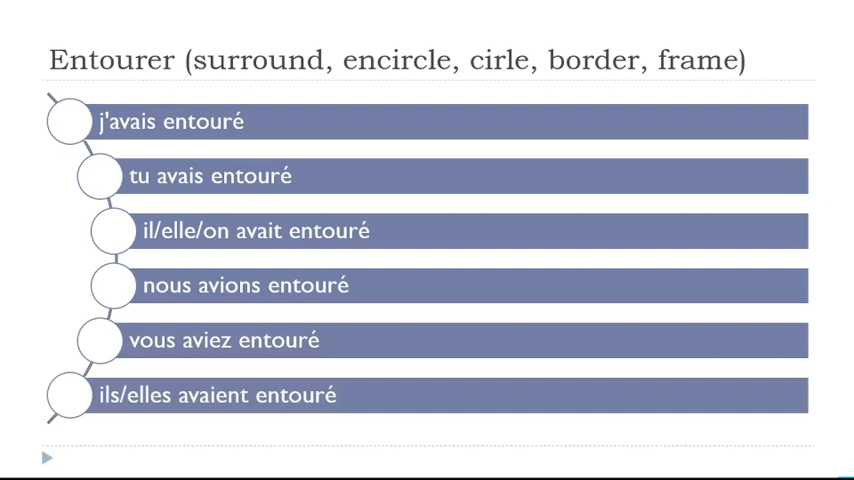 Entourer (surround, encircle, cirle, border, frame)
j'avais entouré
tu avais entouré
il/elle/on avait entouré
nous avions entouré
vous aviez entouré
ils/elles avaient entouré